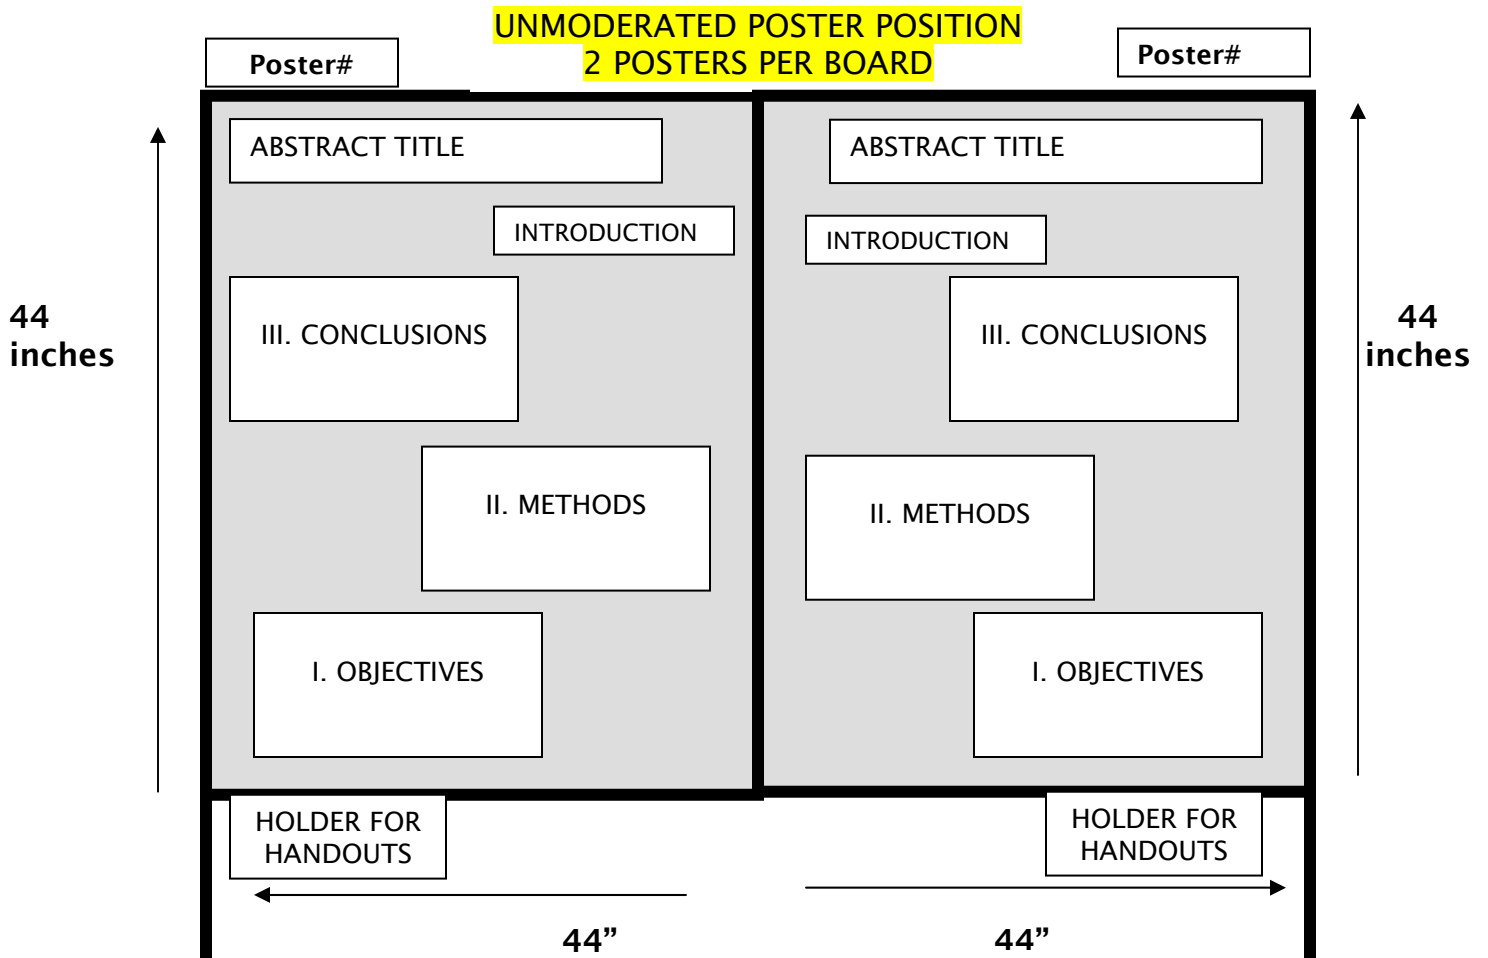 UNMODERATED POSTER POSITION
2 POSTERS PER BOARD
Poster#
Poster#
ABSTRACT TITLE
ABSTRACT TITLE
INTRODUCTION
INTRODUCTION
44
inches
III. CONCLUSIONS
III. CONCLUSIONS
44
inches
II. METHODS
II. METHODS
I. OBJECTIVES
I. OBJECTIVES
HOLDER FOR
HANDOUTS
HOLDER FOR
HANDOUTS
44”
44”